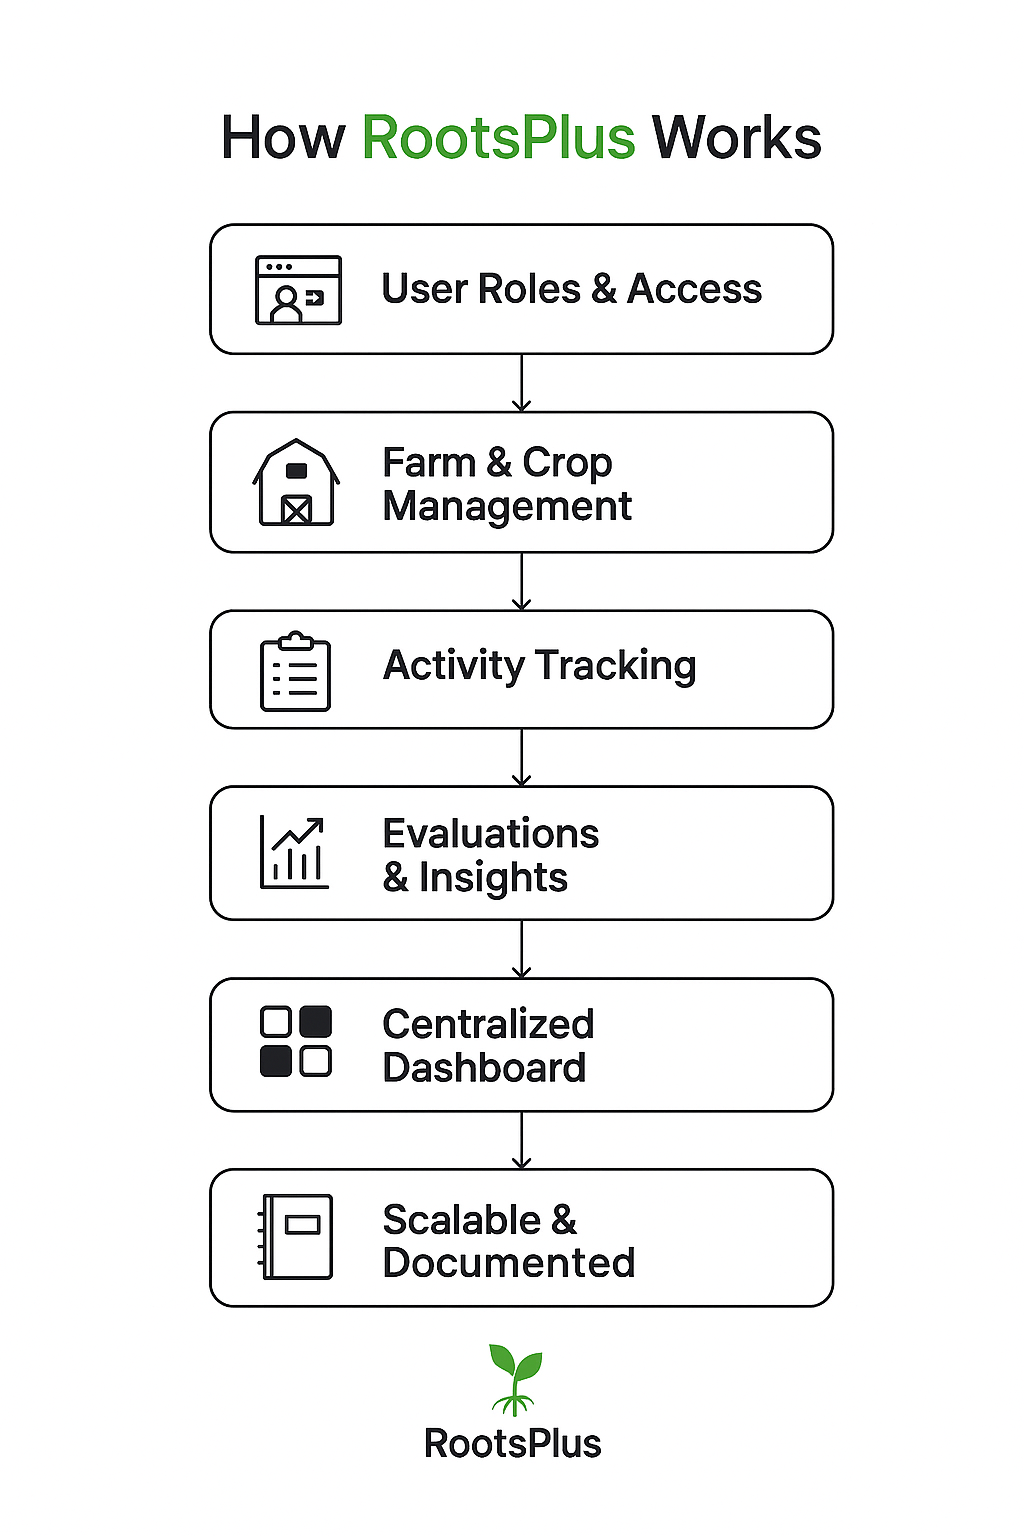 How RootsPlus Works
User Roles & Access
Farm & Crop
Management
Activity Tracking
Evaluations
& Insights
Centralized
Dashboard
Scalable &
Documented
RootsPlus